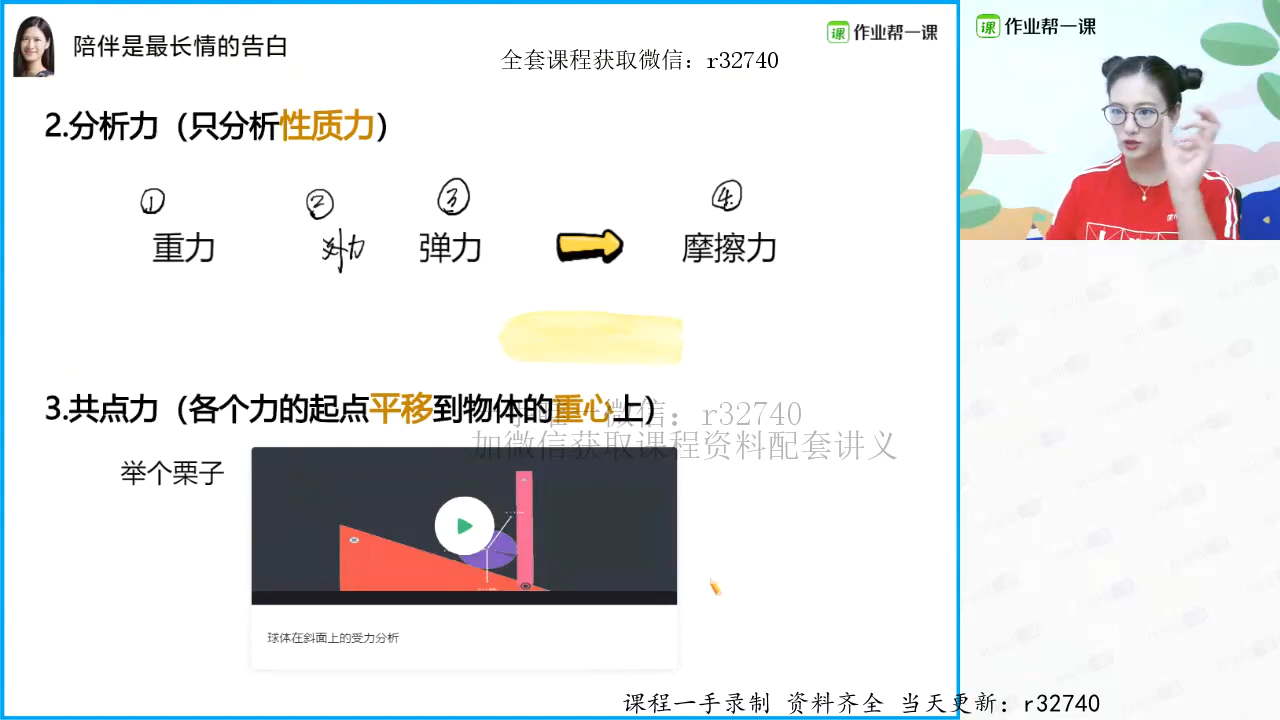 陪伴是最长情的告白
课 作业帮一课
课 作业帮一课
全套课程获取微信：r32740
2.分析力（只分析性质力）
① ② ③ ④
重力 外力 弹力 摩擦力
3.共点力（各个力的起点平移到物体的重心上）
一微信：r32740
加微信获取课程资料配套讲义
举个栗子
球体在斜面上的受力分析
课程一手录制 资料齐全 当天更新：r32740